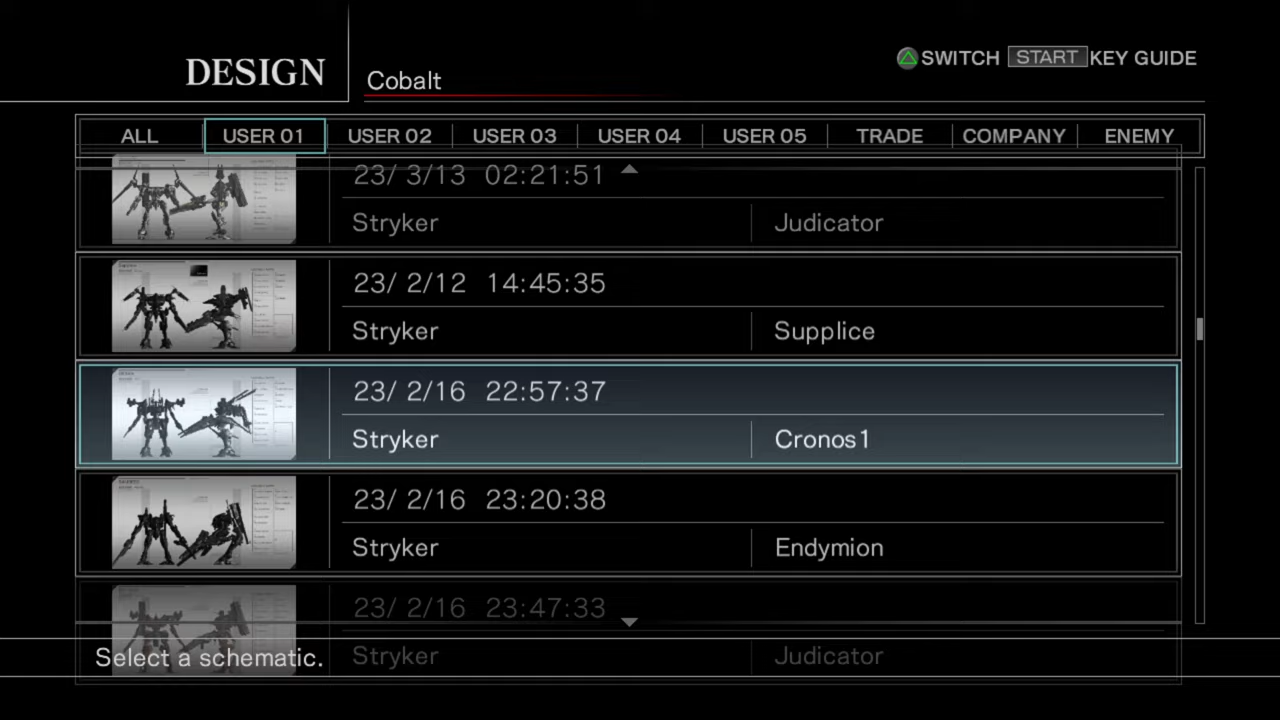 DESIGN
Cobalt
SWITCH START KEY GUIDE
ALL USER 01 USER 02 USER 03 USER 04 USER 05 TRADE COMPANY ENEMY
23/ 3/13 02:21:51
Stryker Judicator
23/ 2/12 14:45:35
Stryker Supplice
23/ 2/16 22:57:37
Stryker Cronos1
23/ 2/16 23:20:38
Stryker Endymion
23/ 2/16 23:47:33
Stryker Judicator
Select a schematic.